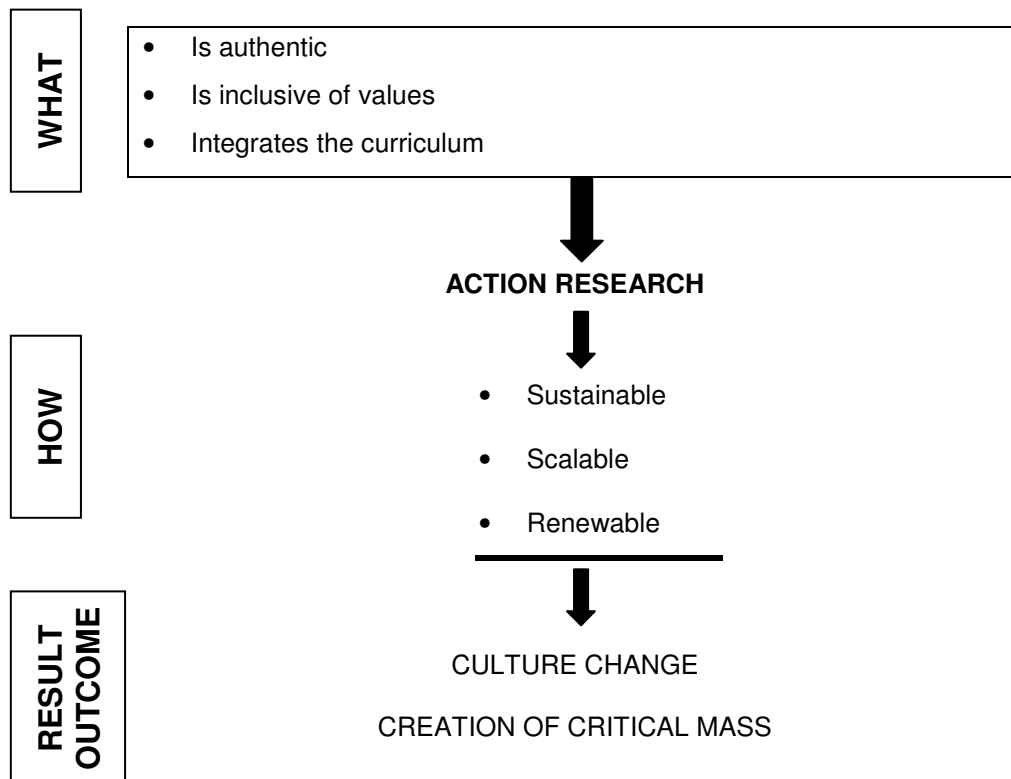 WHAT
• Is authentic
• Is inclusive of values
• Integrates the curriculum
ACTION RESEARCH
HOW
• Sustainable
• Scalable
• Renewable
RESULT
OUTCOME
CULTURE CHANGE
CREATION OF CRITICAL MASS